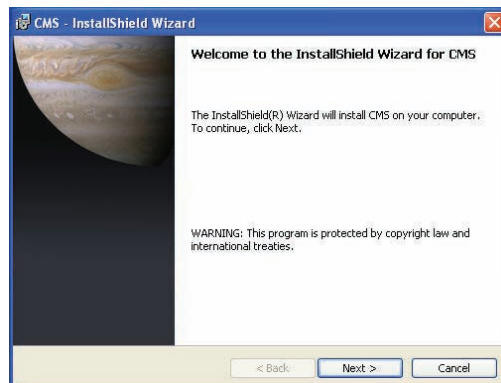 CMS - InstallShield Wizard
Welcome to the InstallShield Wizard for CMS
The InstallShield(R) Wizard will install CMS on your computer.
To continue, click Next.
WARNING: This program is protected by copyright law and
international treaties.
< Back
Next >
Cancel